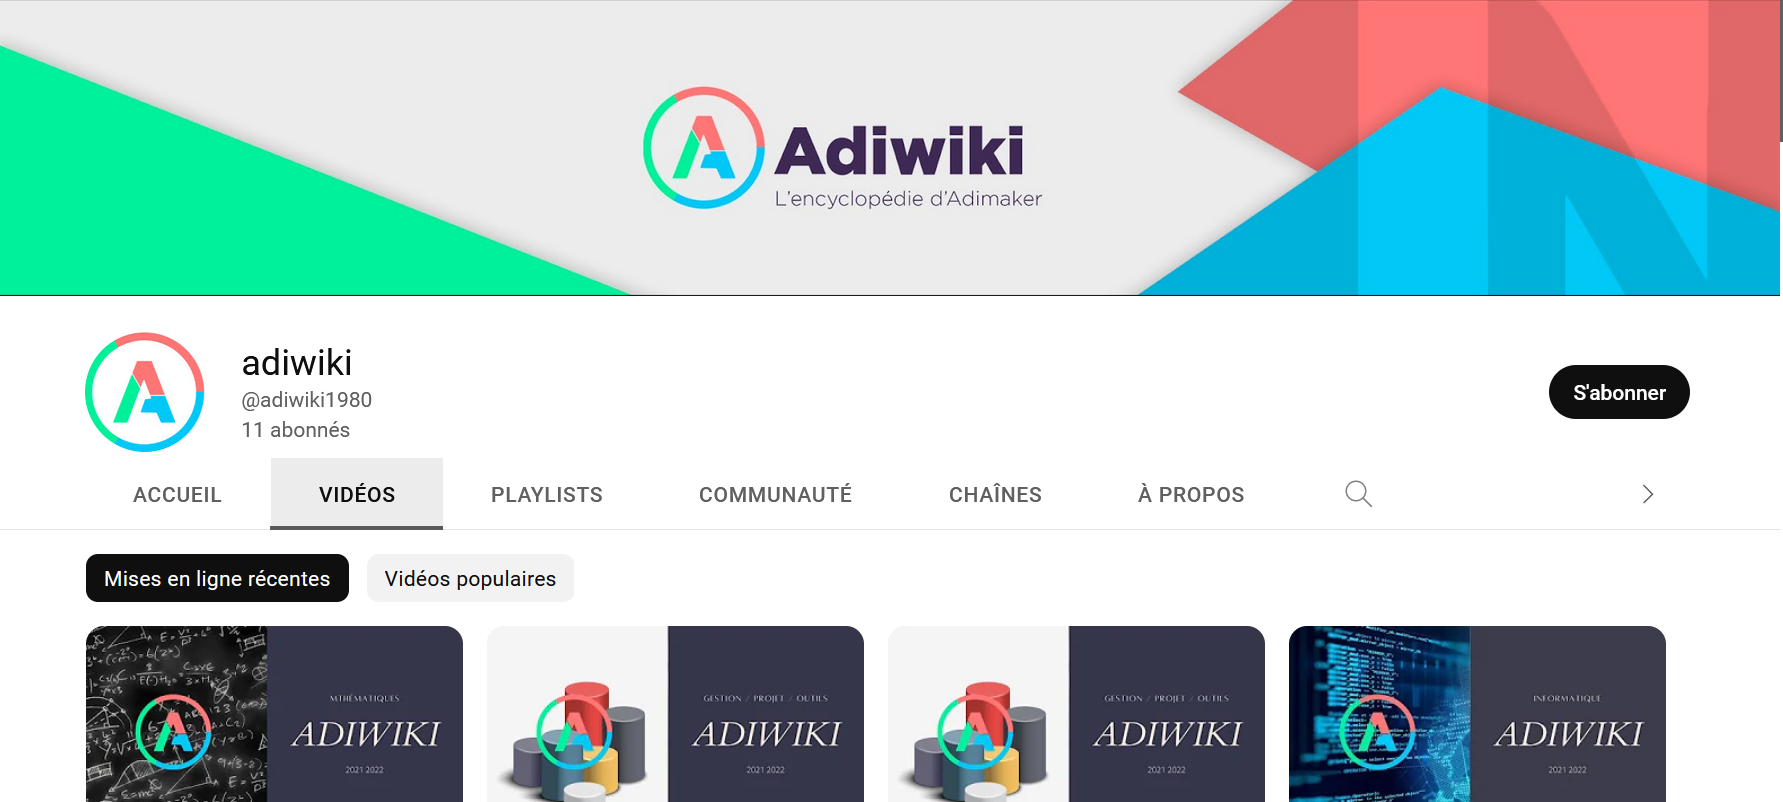 Adiwiki
L'encyclopédie d'Adimaker
adiwiki
@adiwiki1980
11 abonnés
S'abonner
ACCUEIL VIDÉOS PLAYLISTS COMMUNAUTÉ CHAÎNES À PROPOS
Mises en ligne récentes Vidéos populaires
MTHÉMATIQUES
ADIWIKI
2021 2022
GESTION / PROJET / OUTILS
ADIWIKI
2021 2022
GESTION / PROJET / OUTILS
ADIWIKI
2021 2022
INFORMATIQUE
ADIWIKI
2021 2022